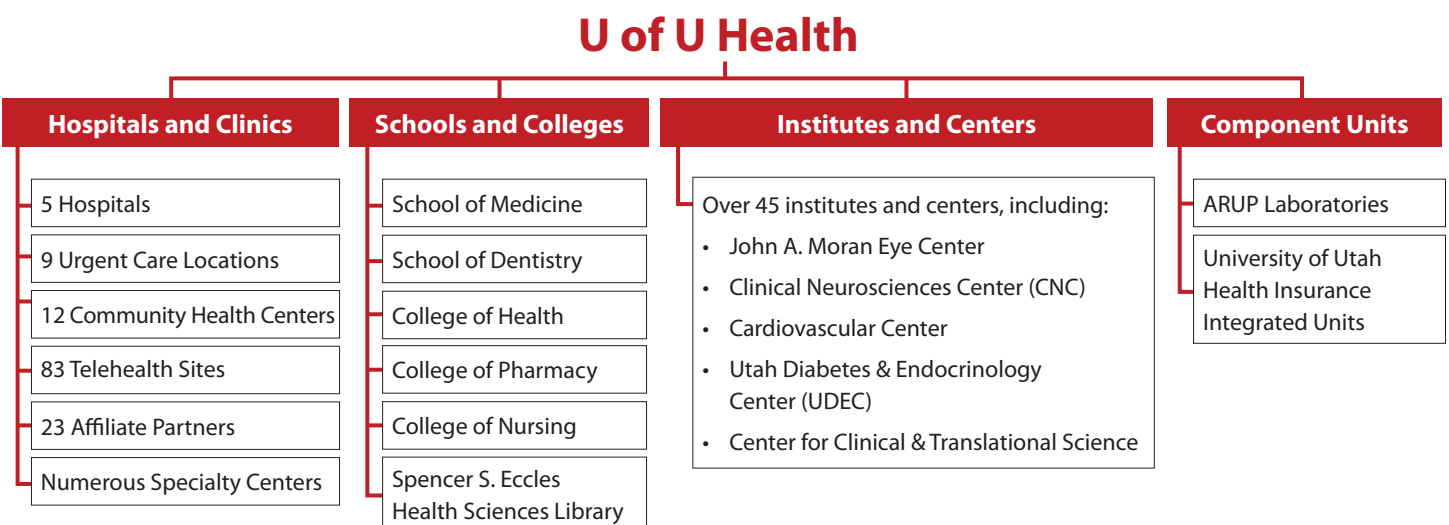 U of U Health
Hospitals and Clinics
5 Hospitals
9 Urgent Care Locations
12 Community Health Centers
83 Telehealth Sites
23 Affiliate Partners
Numerous Specialty Centers
Schools and Colleges
School of Medicine
School of Dentistry
College of Health
College of Pharmacy
College of Nursing
Spencer S. Eccles
Health Sciences Library
Institutes and Centers
Over 45 institutes and centers, including:
• John A. Moran Eye Center
• Clinical Neurosciences Center (CNC)
• Cardiovascular Center
• Utah Diabetes & Endocrinology
Center (UDEC)
• Center for Clinical & Translational Science
Component Units
ARUP Laboratories
University of Utah
Health Insurance
Integrated Units